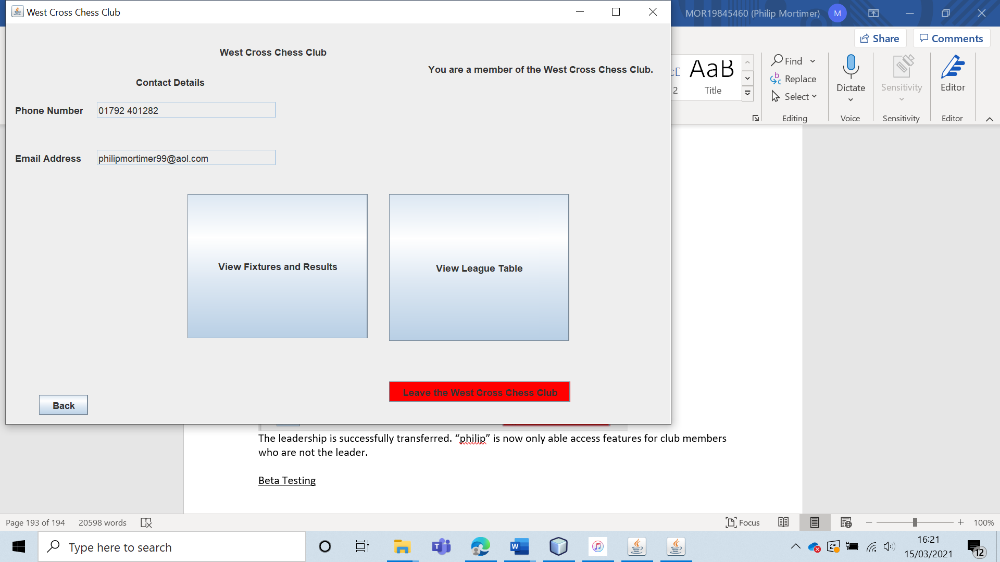 West Cross Chess Club
MOR19845460 (Philip Mortimer)
M
Share
Comments
West Cross Chess Club
You are a member of the West Cross Chess Club.
Contact Details
Phone Number
01792 401282
Email Address
philipmortimer99@aol.com
View Fixtures and Results
View League Table
Leave the West Cross Chess Club
Back
AaB
2
Title
Find
Replace
Select
Editing
Dictate
Voice
Sensitivity
Sensitivity
Editor
Editor
The leadership is successfully transferred. “philip” is now only able access features for club members
who are not the leader.
Beta Testing
Page 193 of 194
20598 words
Focus
100%
Type here to search
16:21
15/03/2021
12